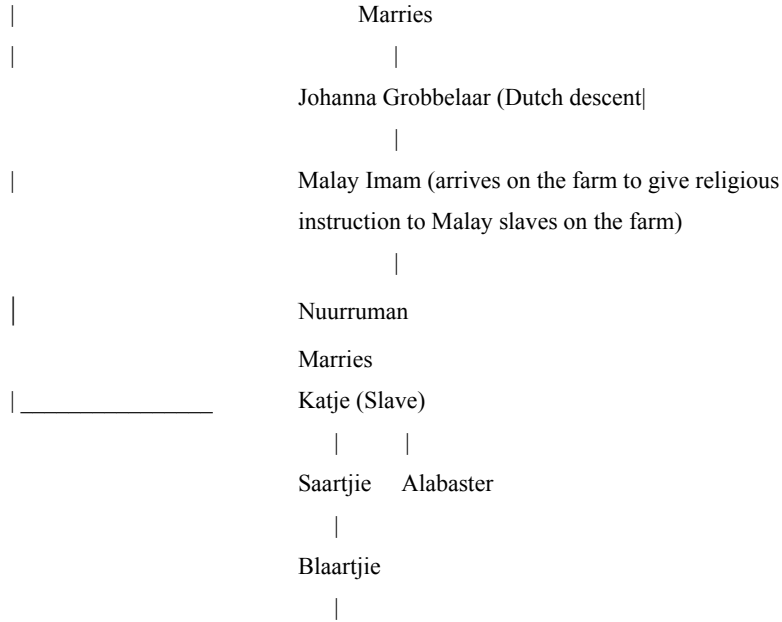 | Marries
| |
Johanna Grobbelaar (Dutch descent|
|
| Malay Imam (arrives on the farm to give religious
instruction to Malay slaves on the farm)
|
| Nuurruman
Marries
|________________ Katje (Slave)
| |
Saartjie Alabaster
|
Blaartjie
|